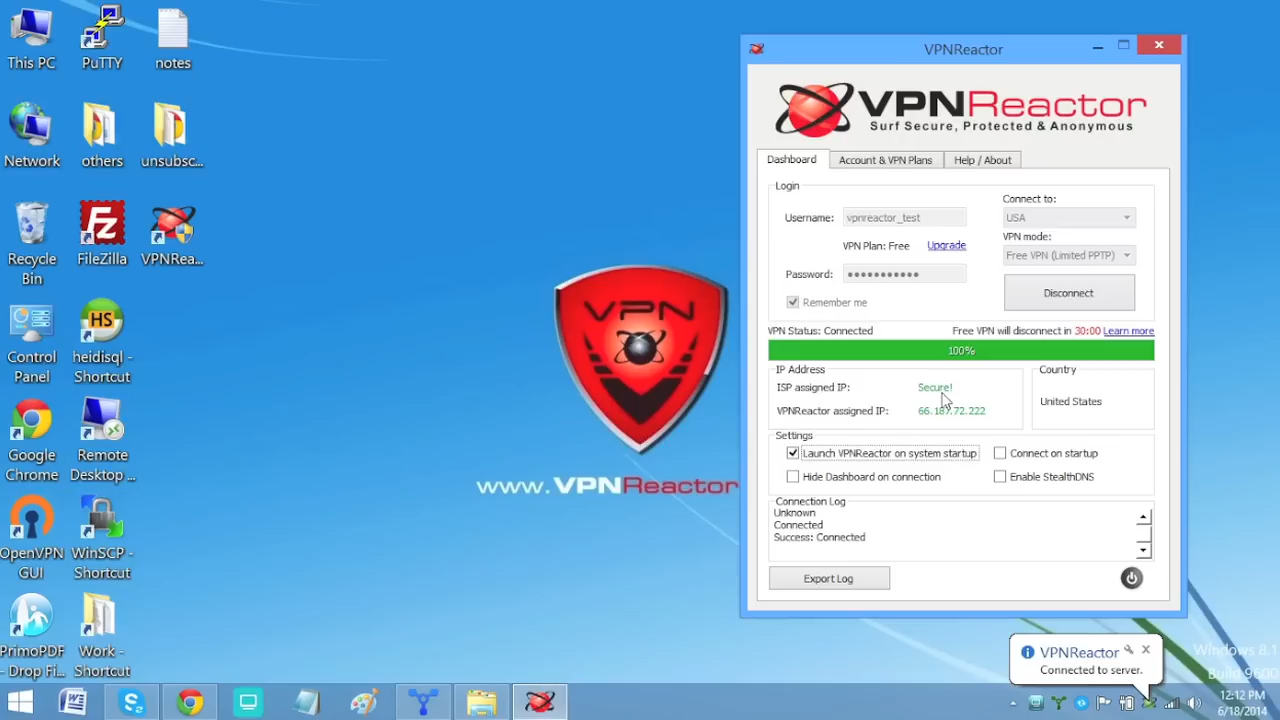 This PC
PuTTY
notes
Network
others
unsubsc...
Recycle Bin
FileZilla
VPNRea...
Control Panel
HS
heidisql - Shortcut
Google Chrome
Remote Desktop ...
OpenVPN GUI
WinSCP - Shortcut
PrimoPDF - Drop Fi...
Work - Shortcut
VPN
www.VPNReactor
VPNReactor
VPNReactor
Surf Secure, Protected & Anonymous
Dashboard
Account & VPN Plans
Help / About
Login
Username: vpnreactor_test
VPN Plan: Free Upgrade
Password:
Remember me
Connect to:
USA
VPN mode:
Free VPN (Limited PPTP)
Disconnect
VPN Status: Connected
Free VPN will disconnect in 30:00 Learn more
100%
IP Address
ISP assigned IP: Secure!
VPNReactor assigned IP:
Country
United States
Settings
Launch VPNReactor on system startup
Connect on startup
Hide Dashboard on connection
Enable StealthDNS
Connection Log
Unknown
Connected
Success: Connected
Export Log
VPNReactor
Connected to server.
Windows 8.1
Build 9600
12:12 PM
6/18/2014